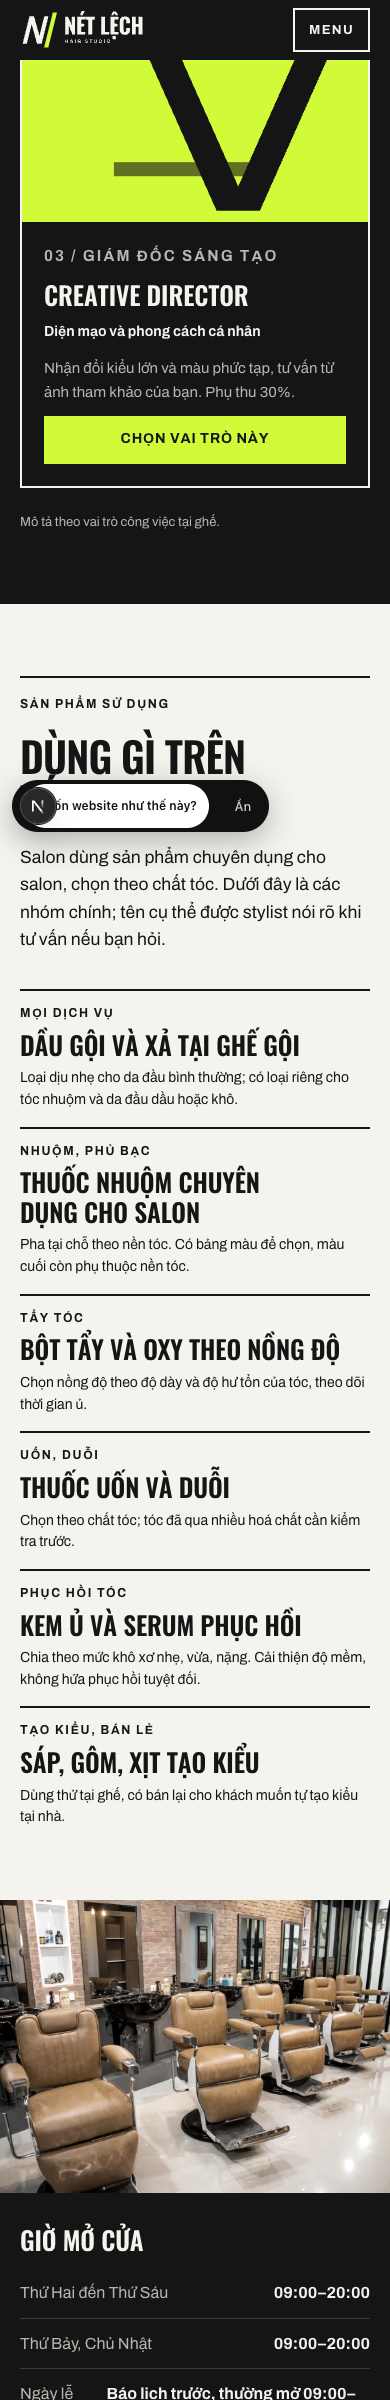 NÉT LỆCH
HAIR STUDIO
MENU
03 / GIÁM ĐỐC SÁNG TẠO
CREATIVE DIRECTOR
Diện mạo và phong cách cá nhân
Nhận đổi kiểu lớn và màu phức tạp, tư vấn từ
ảnh tham khảo của bạn. Phụ thu 30%.
CHỌN VAI TRÒ NÀY
Mô tả theo vai trò công việc tại ghế.
SẢN PHẨM SỬ DỤNG
DÙNG GÌ TRÊN
N
website như thế này?
Ẩn
Salon dùng sản phẩm chuyên dụng cho
salon, chọn theo chất tóc. Dưới đây là các
nhóm chính; tên cụ thể được stylist nói rõ khi
tư vấn nếu bạn hỏi.
MỌI DỊCH VỤ
DẦU GỘI VÀ XẢ TẠI GHẾ GỘI
Loại dịu nhẹ cho da đầu bình thường; có loại riêng cho
tóc nhuộm và da đầu dầu hoặc khô.
NHUỘM, PHỦ BẠC
THUỐC NHUỘM CHUYÊN
DỤNG CHO SALON
Pha tại chỗ theo nền tóc. Có bảng màu để chọn, màu
cuối còn phụ thuộc nền tóc.
TẨY TÓC
BỘT TẨY VÀ OXY THEO NỒNG ĐỘ
Chọn nồng độ theo độ dày và độ hư tổn của tóc, theo dõi
thời gian ủ.
UỐN, DUỖI
THUỐC UỐN VÀ DUỖI
Chọn theo chất tóc; tóc đã qua nhiều hoá chất cần kiểm
tra trước.
PHỤC HỒI TÓC
KEM Ủ VÀ SERUM PHỤC HỒI
Chia theo mức khô xơ nhẹ, vừa, nặng. Cải thiện độ mềm,
không hứa phục hồi tuyệt đối.
TẠO KIỂU, BÁN LẺ
SÁP, GÔM, XỊT TẠO KIỂU
Dùng thử tại ghế, có bán lại cho khách muốn tự tạo kiểu
tại nhà.
GIỜ MỞ CỬA
Thứ Hai đến Thứ Sáu 09:00–20:00
Thứ Bảy, Chủ Nhật 09:00–20:00
Ngày lễ Báo lịch trước, thường mở 09:00–